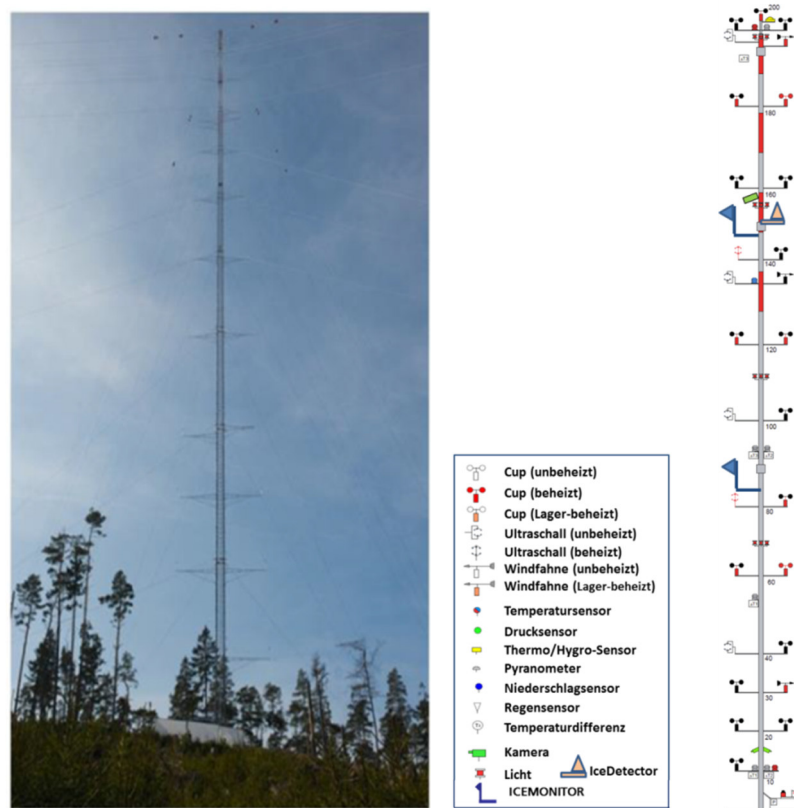 Cup (unbeheizt)
Cup (beheizt)
Cup (Lager-beheizt)
Ultraschall (unbeheizt)
Ultraschall (beheizt)
Windfahne (unbeheizt)
Windfahne (Lager-beheizt)
Temperatursensor
Drucksensor
Thermo/Hygro-Sensor
Pyranometer
Niederschlagsensor
Regensensor
Temperaturdifferenz
Kamera
Licht
IceDetector
ICEMONITOR
200
180
160
140
120
100
80
60
40
30
20
10